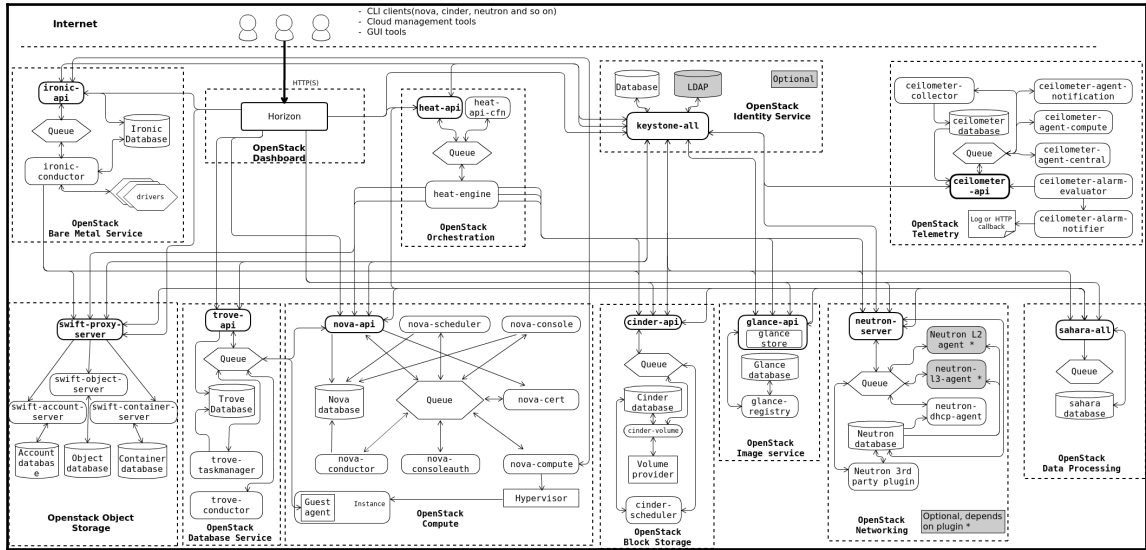 - CLI clients(nova, cinder, neutron and so on)
- Cloud management tools
- GUI tools
Internet
HTTP(S)
ironic-
api
Queue
Ironic
Database
ironic-
conductor
drivers
OpenStack
Bare Metal Service
Horizon
OpenStack
Dashboard
heat-api
heat-
api-cfn
Queue
heat-engine
OpenStack
Orchestration
Database
LDAP
Optional
OpenStack
Identity Service
keystone-all
ceilometer-
collector
ceilometer-agent-
notification
ceilometer
database
ceilometer-
agent-compute
Queue
ceilometer-
agent-central
ceilometer
-api
ceilometer-alarm-
evaluator
OpenStack
Telemetry
Log or HTTP
callback
ceilometer-alarm-
notifier
swift-proxy-
server
swift-object-
server
swift-account-
server
swift-container-
server
Account
databas
e
Object
database
Container
database
Openstack Object
Storage
trove-
api
Queue
Trove
Database
trove-
taskmanager
trove-
conductor
OpenStack
Database Service
nova-api
nova-scheduler
nova-console
Nova
database
Queue
nova-cert
nova-
conductor
nova-
consoleauth
nova-compute
Guest
agent
Instance
Hypervisor
OpenStack
Compute
cinder-api
Queue
Cinder
database
cinder-volume
Volume
provider
cinder-
scheduler
OpenStack
Block Storage
glance-api
glance
store
Glance
database
glance-
registry
OpenStack
Image service
neutron-
server
Neutron L2
agent *
Queue
neutron-
l3-agent *
neutron-
dhcp-agent
Neutron
database
Neutron 3rd
party plugin
OpenStack
Networking
Optional, depends
on plugin *
sahara-all
Queue
sahara
database
OpenStack
Data Processing